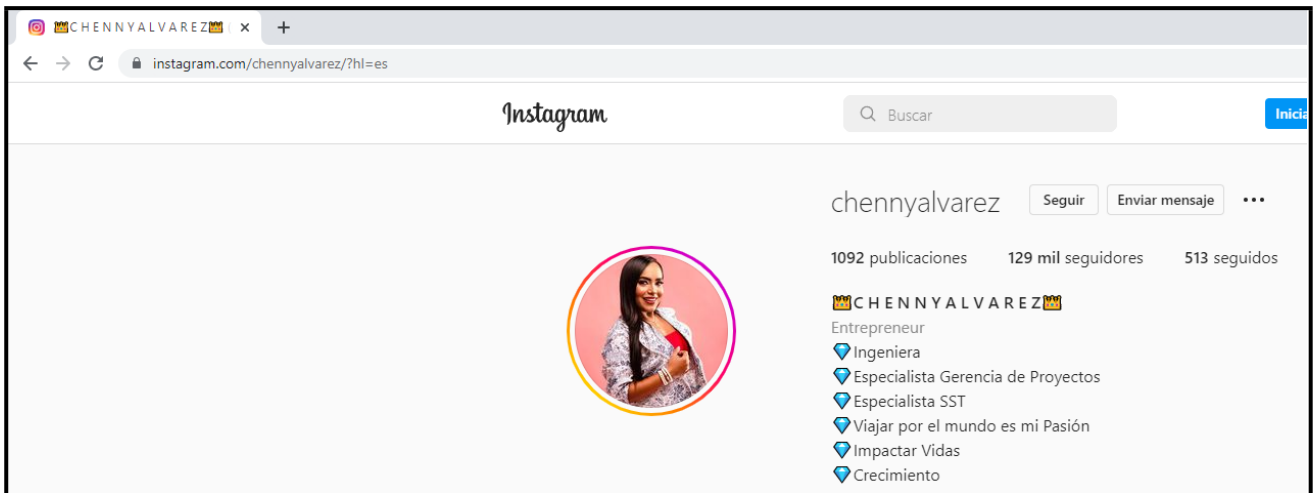 👑C H E N N Y A L V A R E Z👑 (
instagram.com/chennyalvarez/?hl=es
Instagram
Buscar
Inicia
chennyalvarez Seguir Enviar mensaje
1092 publicaciones 129 mil seguidores 513 seguidos
👑C H E N N Y A L V A R E Z👑
Entrepreneur
💎Ingeniera
💎Especialista Gerencia de Proyectos
💎Especialista SST
💎Viajar por el mundo es mi Pasión
💎Impactar Vidas
💎Crecimiento